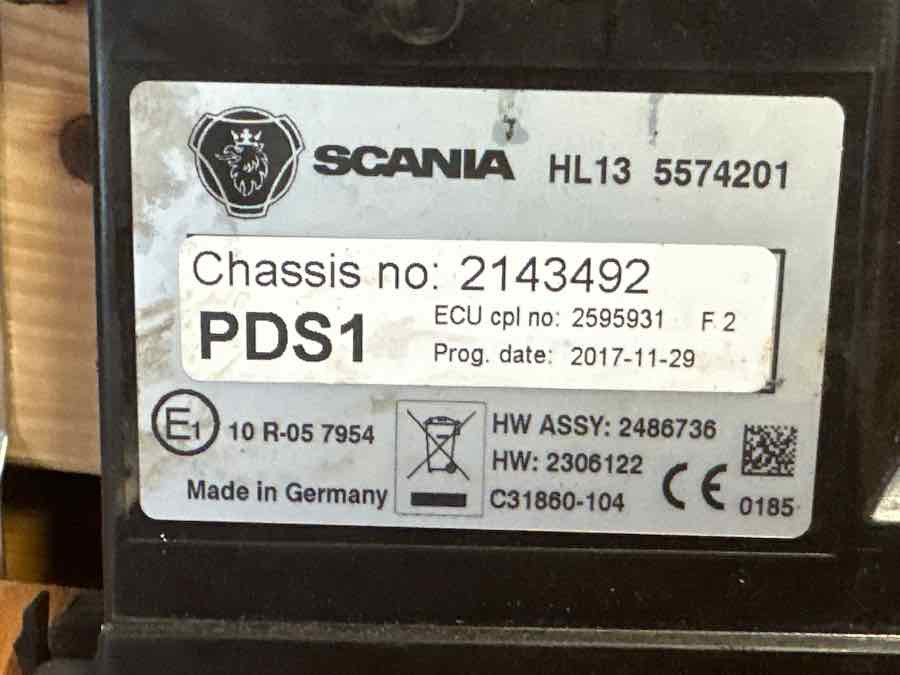 SCANIA HL13 5574201
Chassis no: 2143492
PDS1
ECU cpl no: 2595931 F 2
Prog. date: 2017-11-29
E1 10 R-05 7954
HW ASSY: 2486736
HW: 2306122
Made in Germany
C31860-104
CE 0185